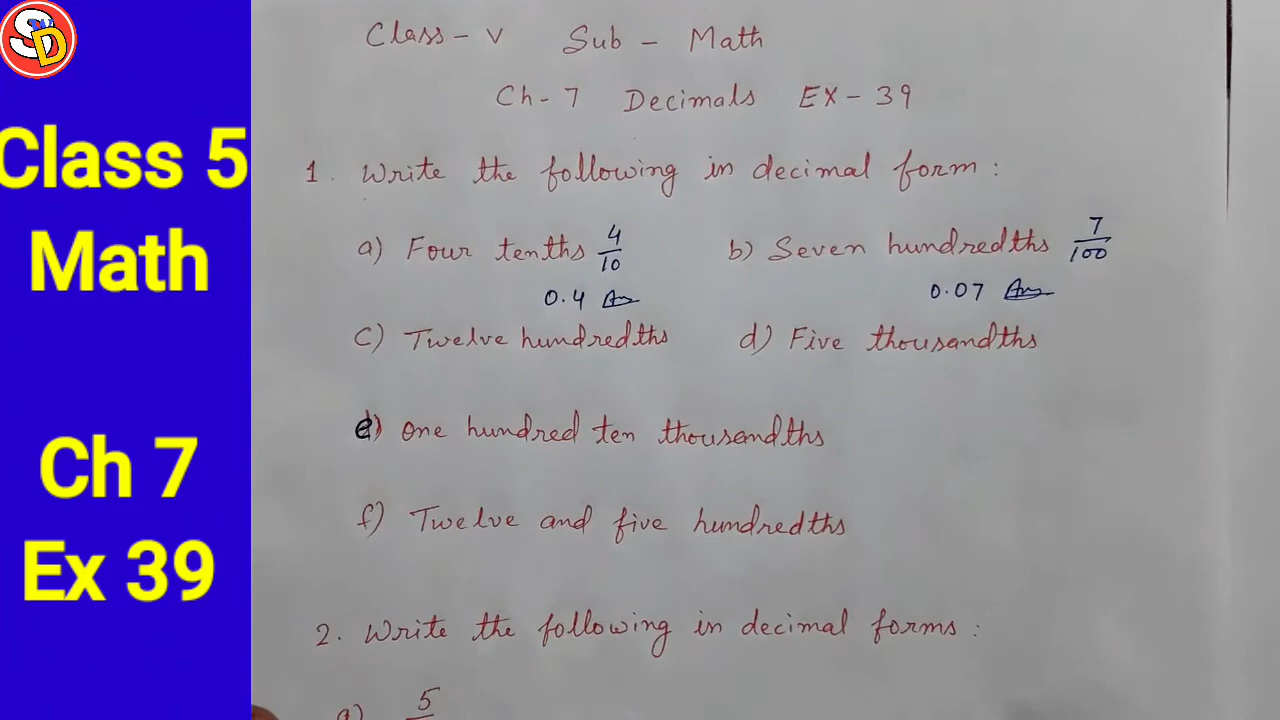 SD
Class 5
Math
Ch 7
Ex 39
Class - V Sub - Math
Ch - 7 Decimals EX - 39
1. Write the following in decimal form :
a) Four tenths 4/10 b) Seven hundredths 7/100
0.4 Ans 0.07 Ans
c) Twelve hundredths d) Five thousandths
e) One hundred ten thousandths
f) Twelve and five hundredths
2. Write the following in decimal forms :
a) 5